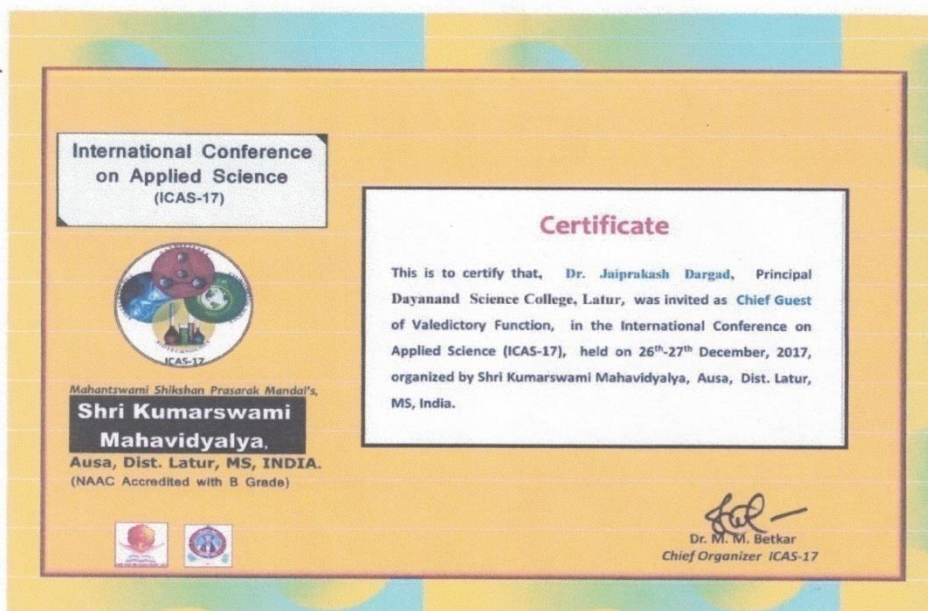 International Conference
on Applied Science
(ICAS-17)
ICAS-17
Mahantswami Shikshan Prasarak Mandal's,
Shri Kumarswami
Mahavidyalya,
Ausa, Dist. Latur, MS, INDIA.
(NAAC Accredited with B Grade)
Certificate
This is to certify that, Dr. Jaiprakash Dargad, Principal
Dayanand Science College, Latur, was invited as Chief Guest
of Valedictory Function, in the International Conference on
Applied Science (ICAS-17), held on 26th-27th December, 2017,
organized by Shri Kumarswami Mahavidyalya, Ausa, Dist. Latur,
MS, India.
Dr. M. M. Betkar
Chief Organizer ICAS-17